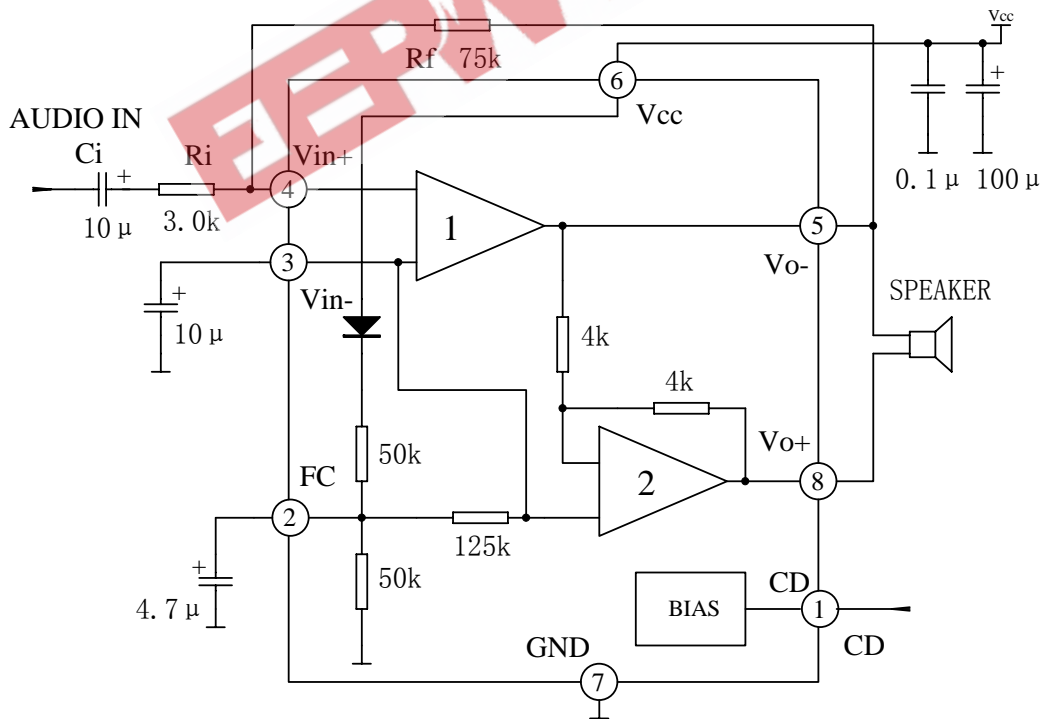 EEPW
Vcc
Rf 75k
6
Vcc
AUDIO IN
Ci
+
Ri
Vin+
4
10μ
3.0k
+
0.1μ
100μ
1
5
Vo-
3
Vin-
+
10μ
SPEAKER
4k
4k
Vo+
50k
FC
2
2
8
125k
+
4.7μ
50k
BIAS
CD
1
CD
GND
7